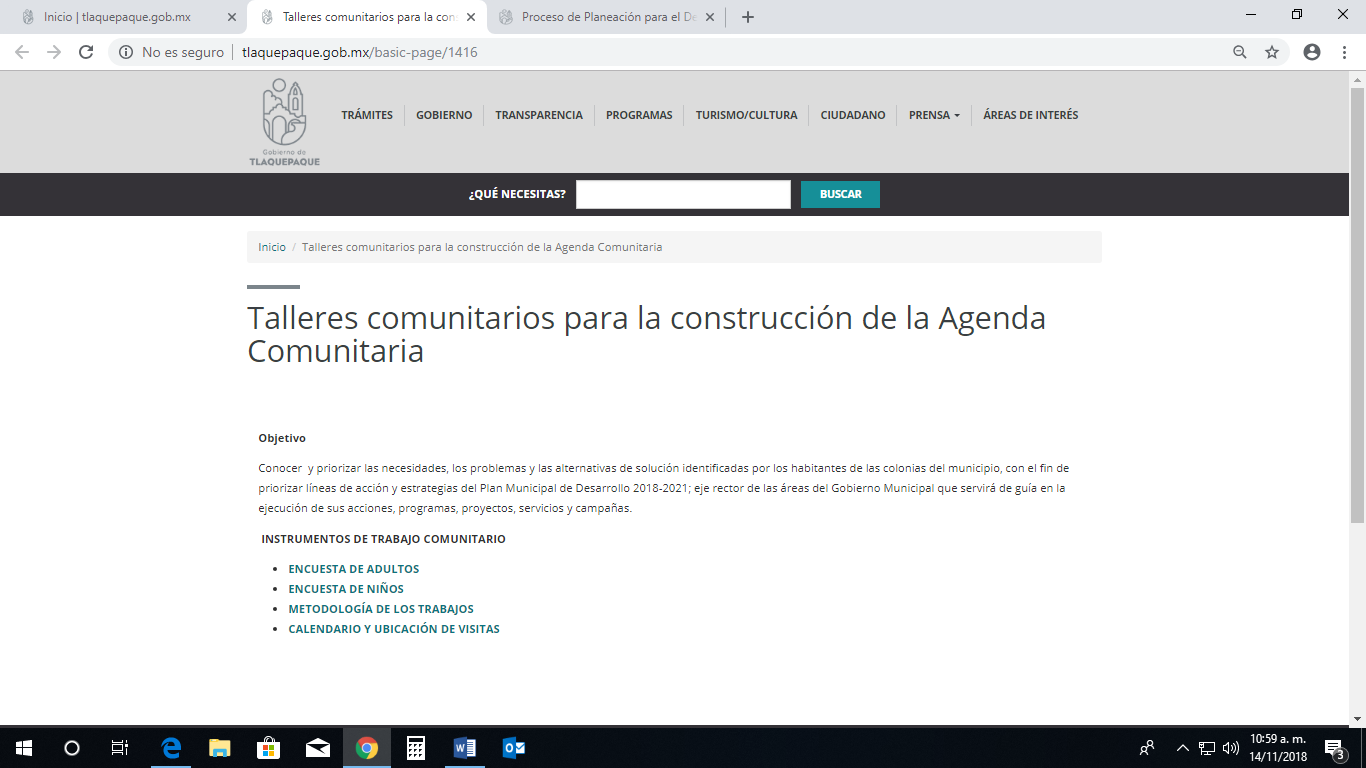 Inicio | tlaquepaque.gob.mx
Talleres comunitarios para la con
Proceso de Planeación para el De
No es seguro
tlaquepaque.gob.mx/basic-page/1416
Gobierno de
TLAQUEPAQUE
TRÁMITES
GOBIERNO
TRANSPARENCIA
PROGRAMAS
TURISMO/CULTURA
CIUDADANO
PRENSA
ÁREAS DE INTERÉS
¿QUÉ NECESITAS?
BUSCAR
Inicio / Talleres comunitarios para la construcción de la Agenda Comunitaria
Talleres comunitarios para la construcción de la Agenda
Comunitaria
Objetivo
Conocer y priorizar las necesidades, los problemas y las alternativas de solución identificadas por los habitantes de las colonias del municipio, con el fin de
priorizar líneas de acción y estrategias del Plan Municipal de Desarrollo 2018-2021; eje rector de las áreas del Gobierno Municipal que servirá de guía en la
ejecución de sus acciones, programas, proyectos, servicios y campañas.
INSTRUMENTOS DE TRABAJO COMUNITARIO
• ENCUESTA DE ADULTOS
• ENCUESTA DE NIÑOS
• METODOLOGÍA DE LOS TRABAJOS
• CALENDARIO Y UBICACIÓN DE VISITAS
10:59 a. m.
14/11/2018
3